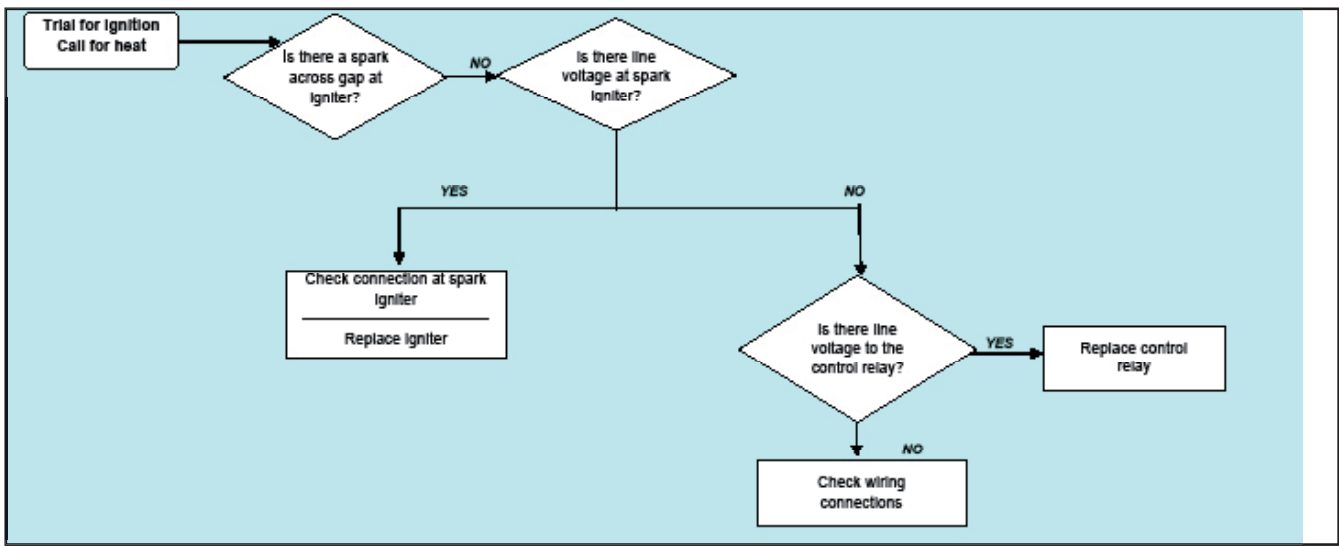 Trial for Ignition
Call for heat
Is there a spark
across gap at
Igniter?
NO
Is there line
voltage at spark
Igniter?
YES
NO
Check connection at spark
Igniter
Replace Igniter
Is there line
voltage to the
control relay?
YES
Replace control
relay
NO
Check wiring
connections